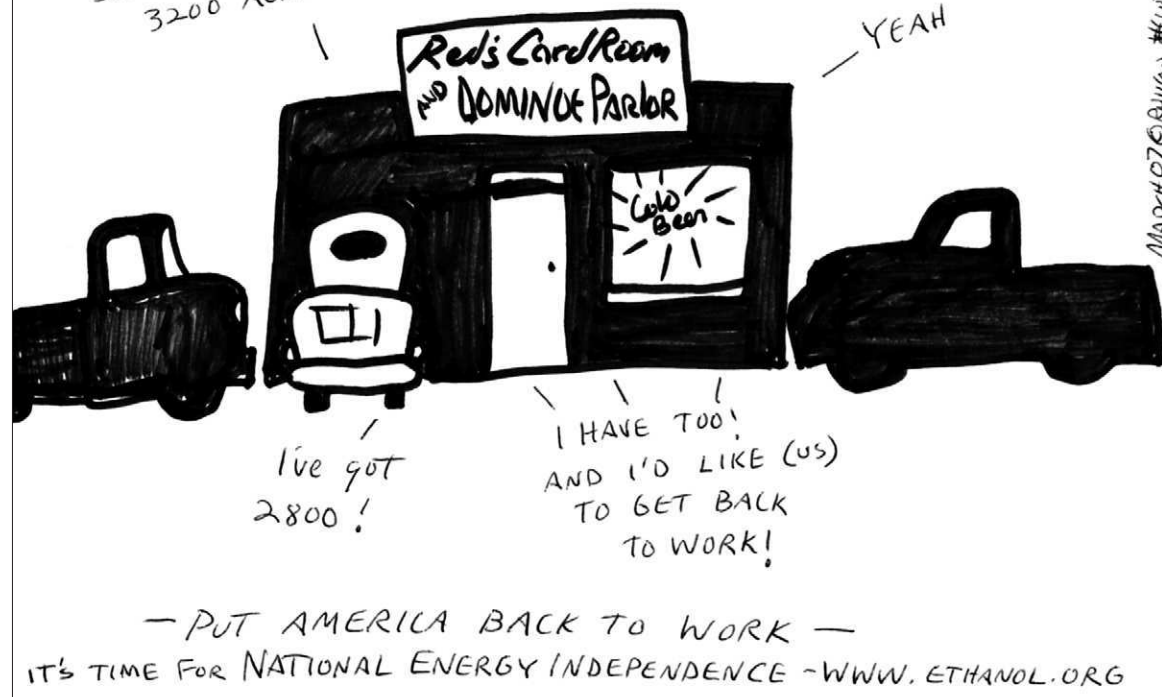 3200
YEAH
Red's Card Room
AND DOMINOE PARLOR
Cold
Beer
I've got
2800!
I HAVE TOO!
AND I'D LIKE (US)
TO GET BACK
TO WORK!
— PUT AMERICA BACK TO WORK —
IT'S TIME FOR NATIONAL ENERGY INDEPENDENCE - WWW. ETHANOL.ORG